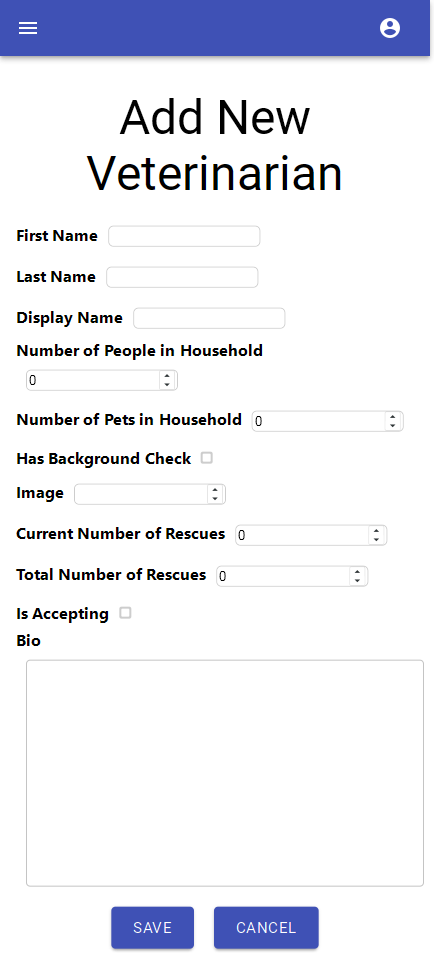 Add New
Veterinarian
First Name
Last Name
Display Name
Number of People in Household
0
Number of Pets in Household 0
Has Background Check
Image
Current Number of Rescues 0
Total Number of Rescues 0
Is Accepting
Bio
SAVE CANCEL